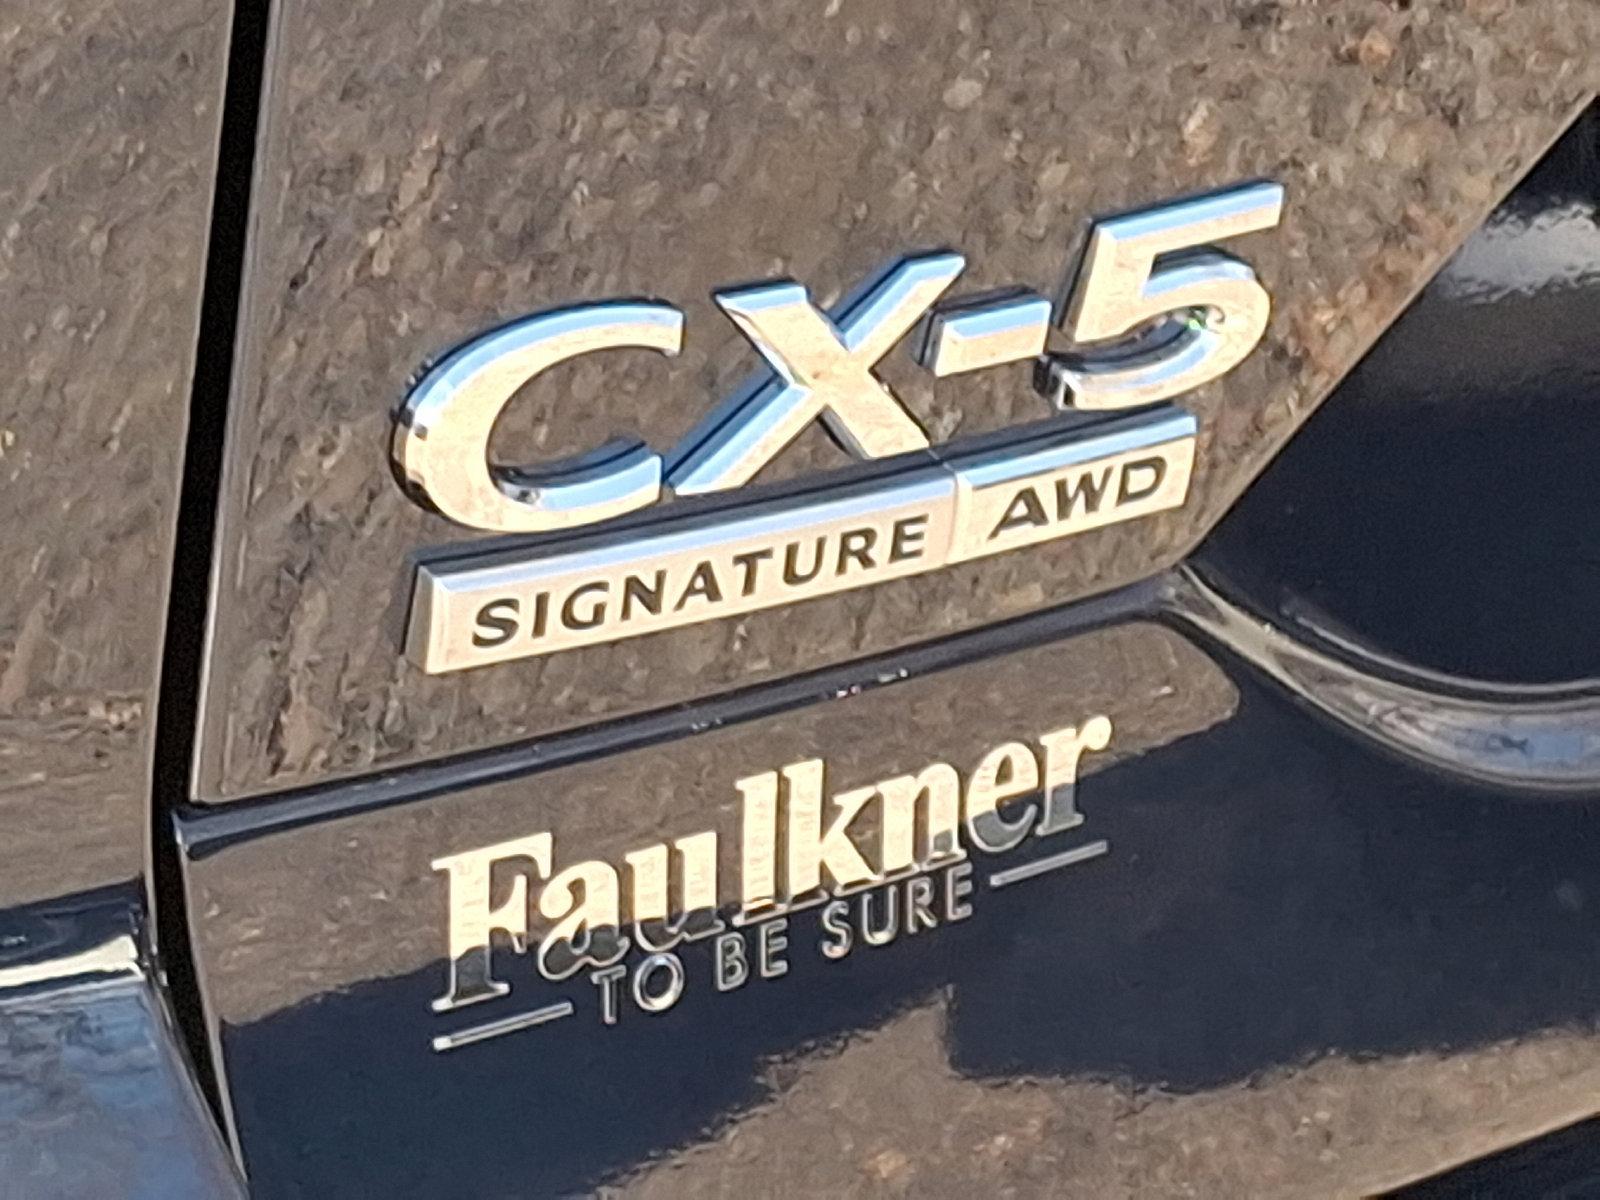 CX-5
SIGNATURE AWD
Faulkner
TO BE SURE